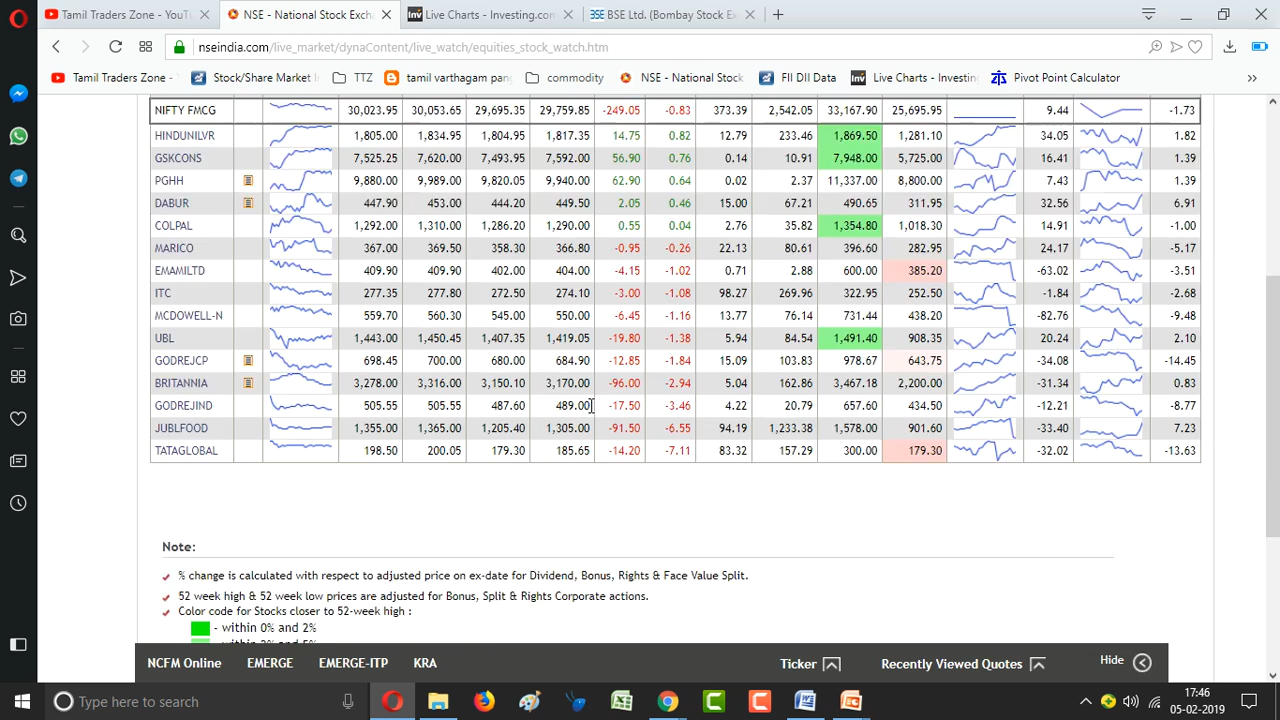 Tamil Traders Zone - YouTu
NSE - National Stock Excha
Live Charts - Investing.com
BSE Ltd. (Bombay Stock Ex
nseindia.com/live_market/dynaContent/live_watch/equities_stock_watch.htm
Tamil Traders Zone - Stock/Share Market I TTZ tamil varthagam pan commodity NSE - National Stock FII DII Data Live Charts - Investin Pivot Point Calculator
NIFTY FMCG 30,023.95 30,053.65 29,695.35 29,759.85 -249.05 -0.83 373.39 2,542.05 33,167.90 25,695.95 9.44 -1.73
HINDUNILVR 1,805.00 1,834.95 1,804.95 1,817.35 14.75 0.82 12.79 233.46 1,869.50 1,281.10 34.05 1.82
GSKCONS 7,525.25 7,620.00 7,493.95 7,592.00 56.90 0.76 0.14 10.91 7,948.00 5,725.00 16.41 1.39
PGHH 9,880.00 9,989.00 9,820.05 9,940.00 62.90 0.64 0.02 2.37 11,337.00 8,800.00 7.43 1.39
DABUR 447.90 453.00 444.20 449.50 2.05 0.46 15.00 67.21 490.65 311.95 32.56 6.91
COLPAL 1,292.00 1,310.00 1,286.20 1,290.00 0.55 0.04 2.76 35.82 1,354.80 1,018.30 14.91 -1.00
MARICO 367.00 369.50 358.30 366.80 -0.95 -0.26 22.13 80.61 396.60 282.95 24.17 -5.17
EMAMILTD 409.90 409.90 402.00 404.00 -4.15 -1.02 0.71 2.88 600.00 385.20 -63.02 -3.51
ITC 277.35 277.80 272.50 274.10 -3.00 -1.08 98.27 269.96 322.95 252.50 -1.84 2.68
MCDOWELL-N 559.70 560.30 545.00 550.00 -6.45 -1.16 13.77 76.14 731.44 438.20 -82.76 -9.48
UBL 1,443.00 1,450.45 1,407.35 1,419.05 -19.80 -1.38 5.94 84.54 1,491.40 908.35 20.24 2.10
GODREJCP 698.45 700.00 680.00 684.90 -12.85 -1.84 15.09 103.83 978.67 643.75 -34.08 -14.45
BRITANNIA 3,278.00 3,316.00 3,150.10 3,170.00 -96.00 -2.94 5.04 162.86 3,467.18 2,200.00 -31.34 0.83
GODREJIND 505.55 505.55 487.60 489.00 -17.50 -3.46 4.22 20.79 657.60 434.50 -12.21 -8.77
JUBLFOOD 1,355.00 1,365.00 1,205.40 1,305.00 -91.50 -6.55 94.19 1,233.38 1,578.00 901.60 -33.40 7.23
TATAGLOBAL 198.50 200.05 179.30 185.65 -14.20 -7.11 83.32 157.29 300.00 179.30 -32.02 -13.63
Note:
% change is calculated with respect to adjusted price on ex-date for Dividend, Bonus, Rights & Face Value Split.
52 week high & 52 week low prices are adjusted for Bonus, Split & Rights Corporate actions.
Color code for Stocks closer to 52-week high :
- within 0% and 2%
NCFM Online EMERGE EMERGE-ITP KRA Ticker Recently Viewed Quotes Hide
Type here to search
17:46
05-02-2019